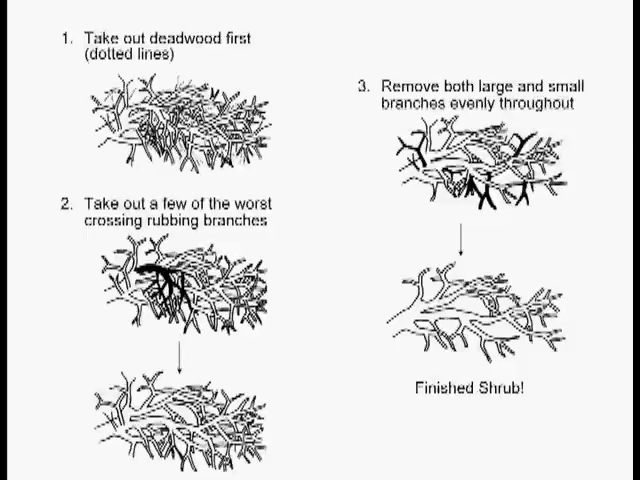 1. Take out deadwood first
(dotted lines)
2. Take out a few of the worst
crossing rubbing branches
3. Remove both large and small
branches evenly throughout
Finished Shrub!